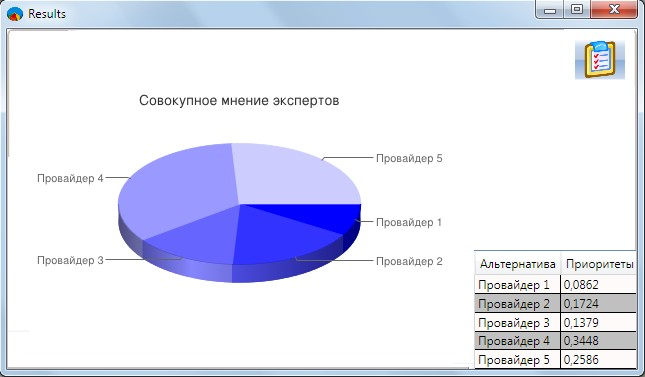 Results
Совокупное мнение экспертов
Провайдер 5
Провайдер 4
Провайдер 1
Провайдер 3
Провайдер 2
Альтернатива Приоритеты
Провайдер 1 0,0862
Провайдер 2 0,1724
Провайдер 3 0,1379
Провайдер 4 0,3448
Провайдер 5 0,2586